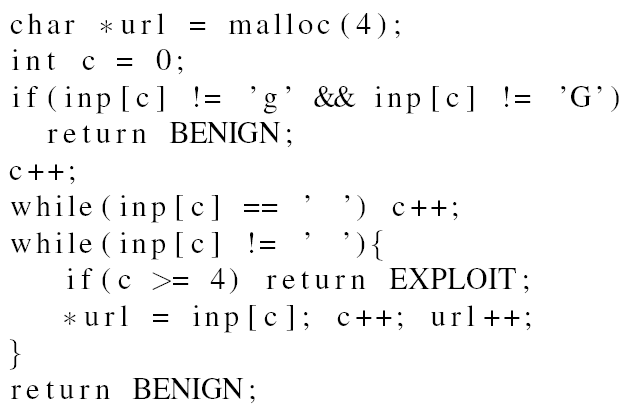 char *url = malloc(4);
int c = 0;
if(inp[c] != 'g' && inp[c] != 'G')
return BENIGN;
c++;
while(inp[c] == ' ') c++;
while(inp[c] != ' '){
if(c >= 4) return EXPLOIT;
*url = inp[c]; c++; url++;
}
return BENIGN;